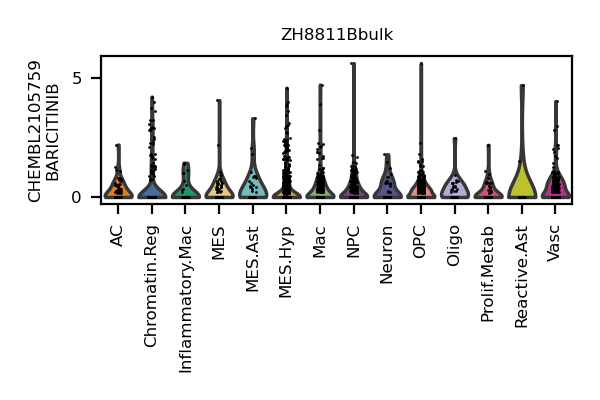 ZH8811Bbulk
CHEMBL2105759
BARICITINIB
5
0
AC
Chromatin.Reg
Inflammatory.Mac
MES
MES.Ast
MES.Hyp
Mac
NPC
Neuron
OPC
Oligo
Prolif.Metab
Reactive.Ast
Vasc